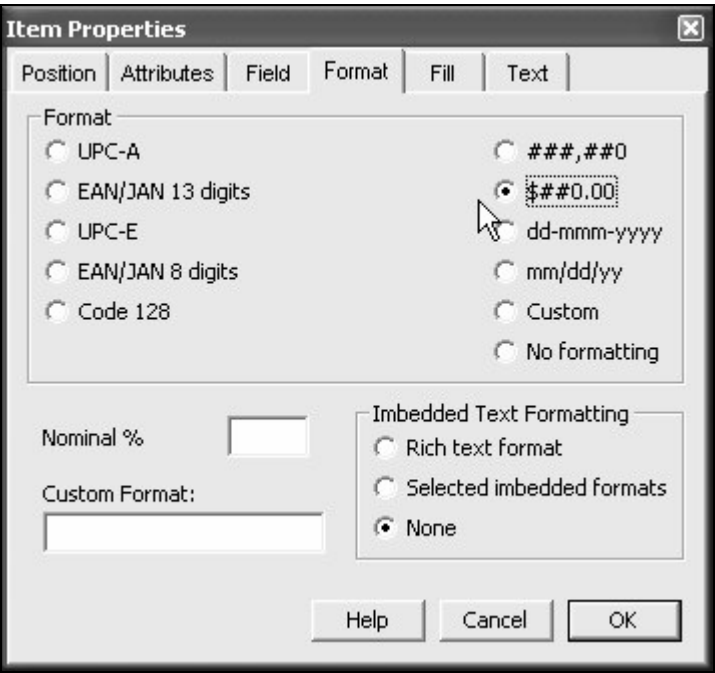 Item Properties
Position Attributes Field Format Fill Text
Format
UPC-A
EAN/JAN 13 digits
UPC-E
EAN/JAN 8 digits
Code 128
###,##0
$##0.00
dd-mmm-yyyy
mm/dd/yy
Custom
No formatting
Nominal %
Custom Format:
Imbedded Text Formatting
Rich text format
Selected imbedded formats
None
Help Cancel OK